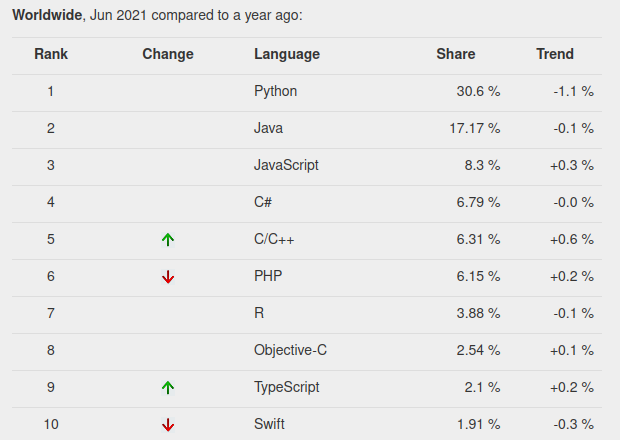 Worldwide, Jun 2021 compared to a year ago:
Rank Change Language Share Trend
1 Python 30.6 % -1.1 %
2 Java 17.17 % -0.1 %
3 JavaScript 8.3 % +0.3 %
4 C# 6.79 % -0.0 %
5 C/C++ 6.31 % +0.6 %
6 PHP 6.15 % +0.2 %
7 R 3.88 % -0.1 %
8 Objective-C 2.54 % +0.1 %
9 TypeScript 2.1 % +0.2 %
10 Swift 1.91 % -0.3 %